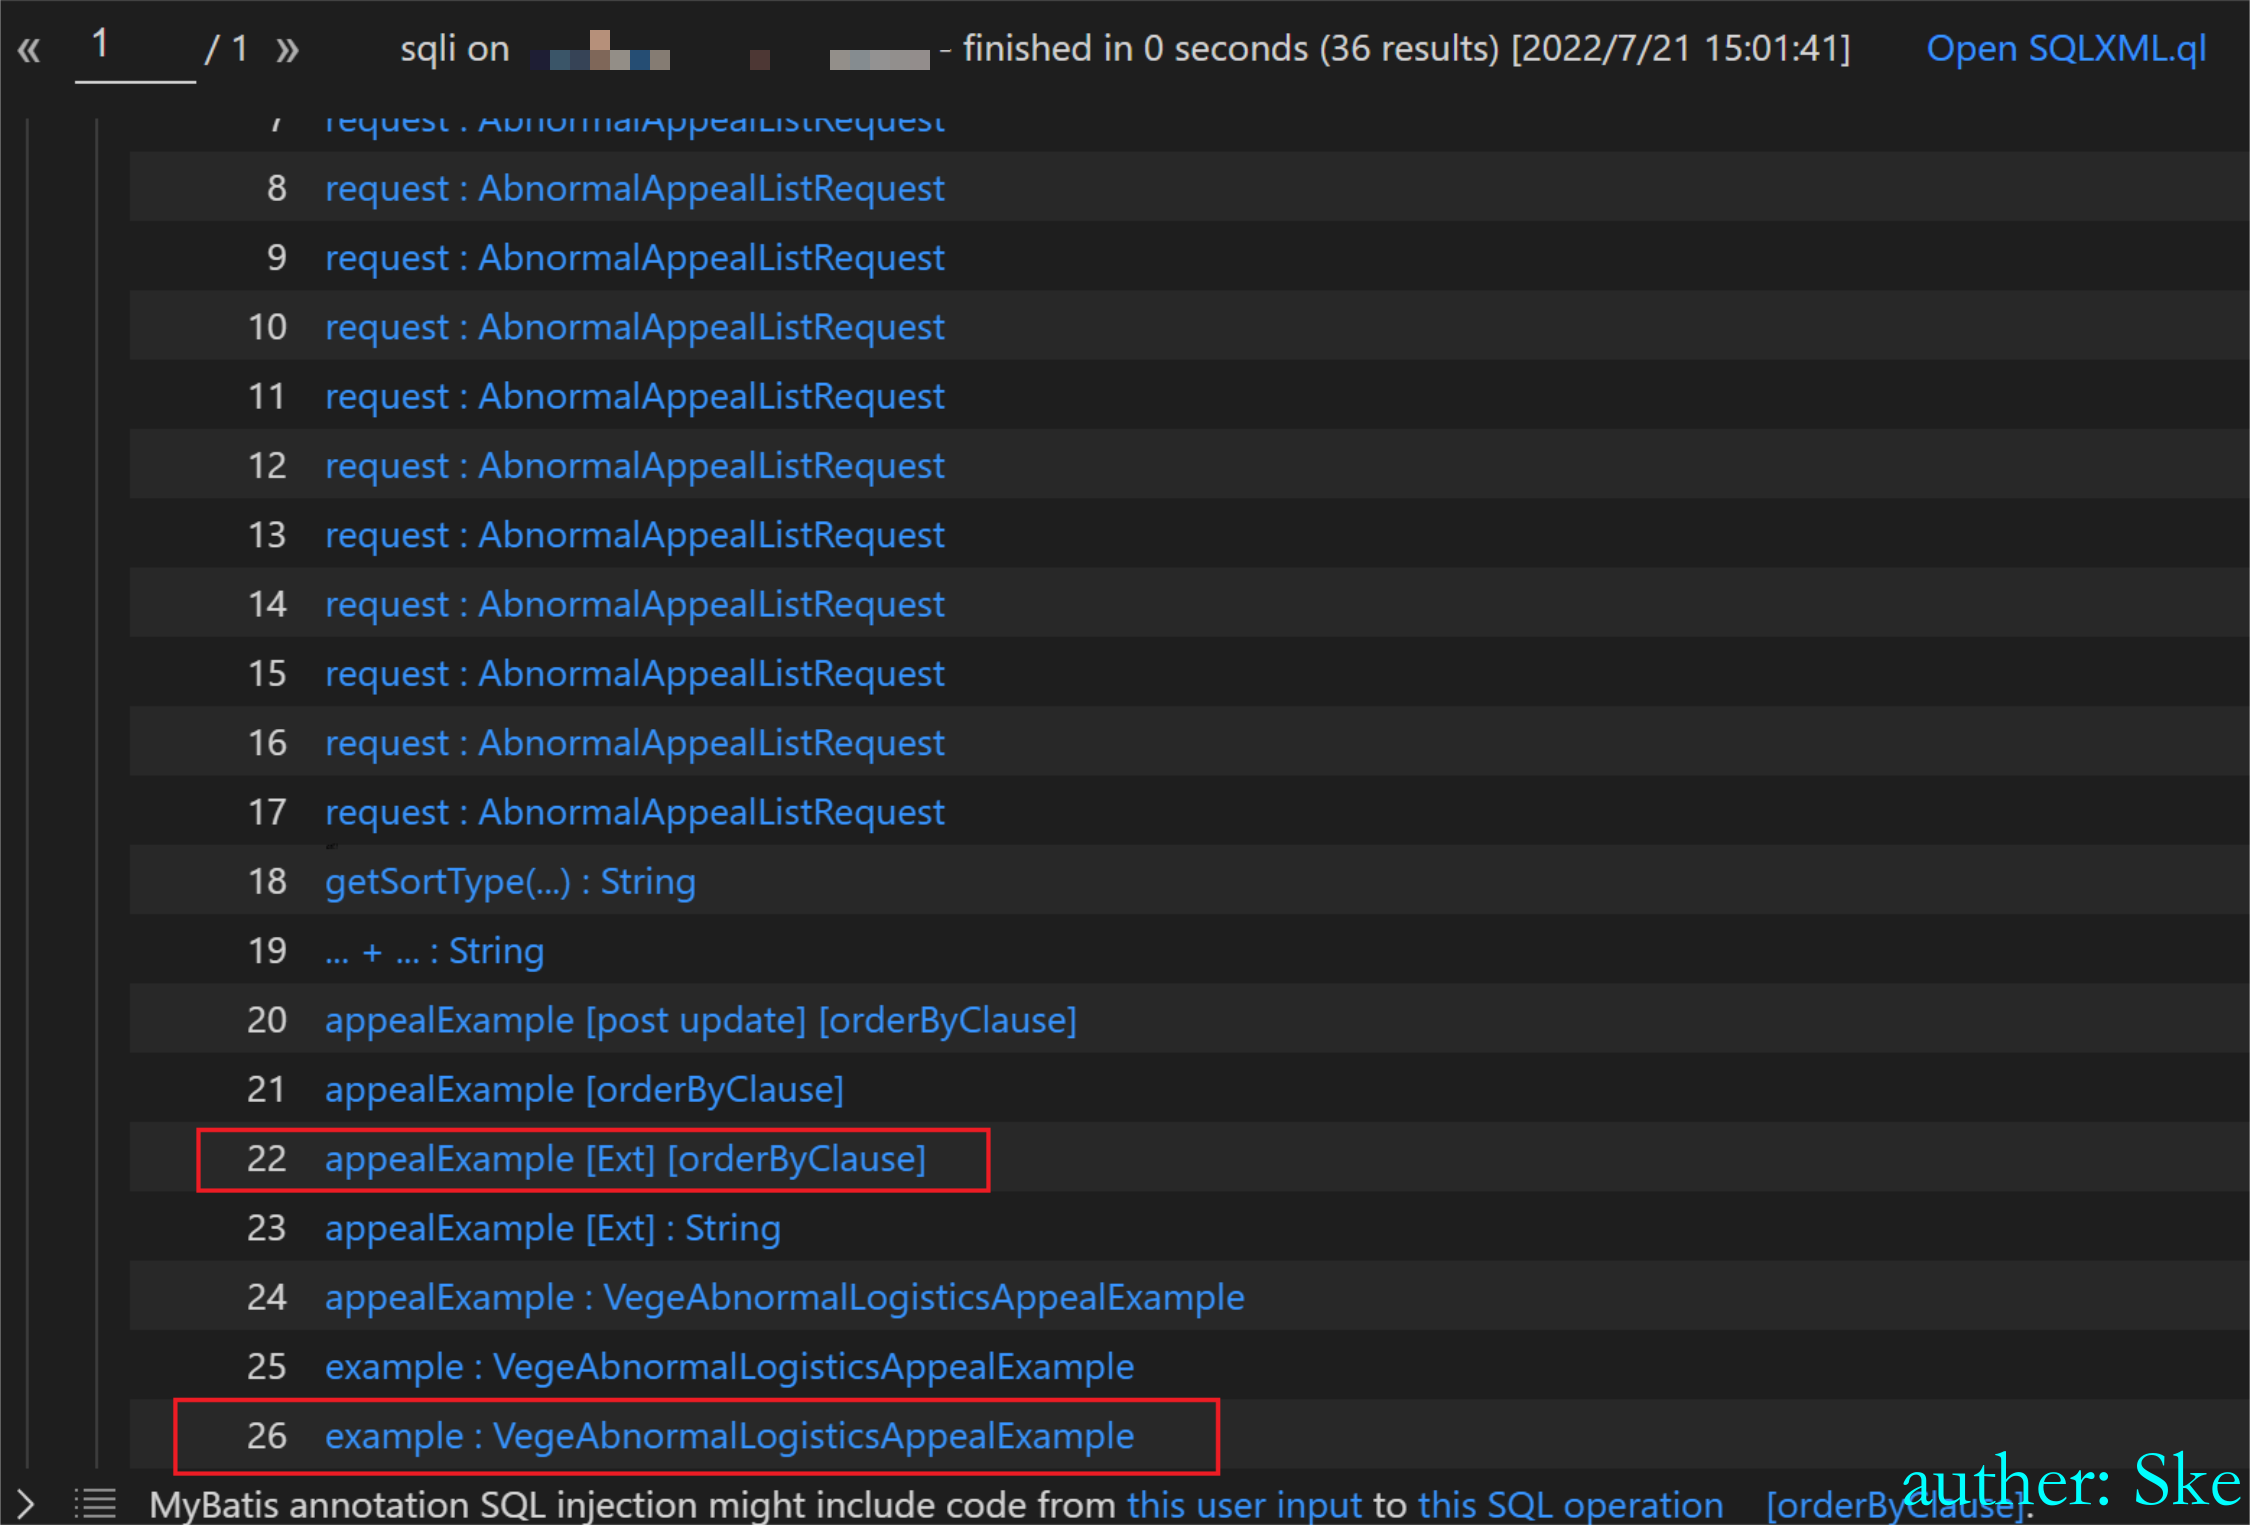 « 1 / 1 » sqli on - finished in 0 seconds (36 results) [2022/7/21 15:01:41] Open SQLXML.ql
7 request : AbnormalAppealListRequest
8 request : AbnormalAppealListRequest
9 request : AbnormalAppealListRequest
10 request : AbnormalAppealListRequest
11 request : AbnormalAppealListRequest
12 request : AbnormalAppealListRequest
13 request : AbnormalAppealListRequest
14 request : AbnormalAppealListRequest
15 request : AbnormalAppealListRequest
16 request : AbnormalAppealListRequest
17 request : AbnormalAppealListRequest
18 getSortType(...) : String
19 ... + ... : String
20 appealExample [post update] [orderByClause]
21 appealExample [orderByClause]
22 appealExample [Ext] [orderByClause]
23 appealExample [Ext] : String
24 appealExample : VegeAbnormalLogisticsAppealExample
25 example : VegeAbnormalLogisticsAppealExample
26 example : VegeAbnormalLogisticsAppealExample
MyBatis annotation SQL injection might include code from this user input to this SQL operation [orderByClause].
auther: Ske